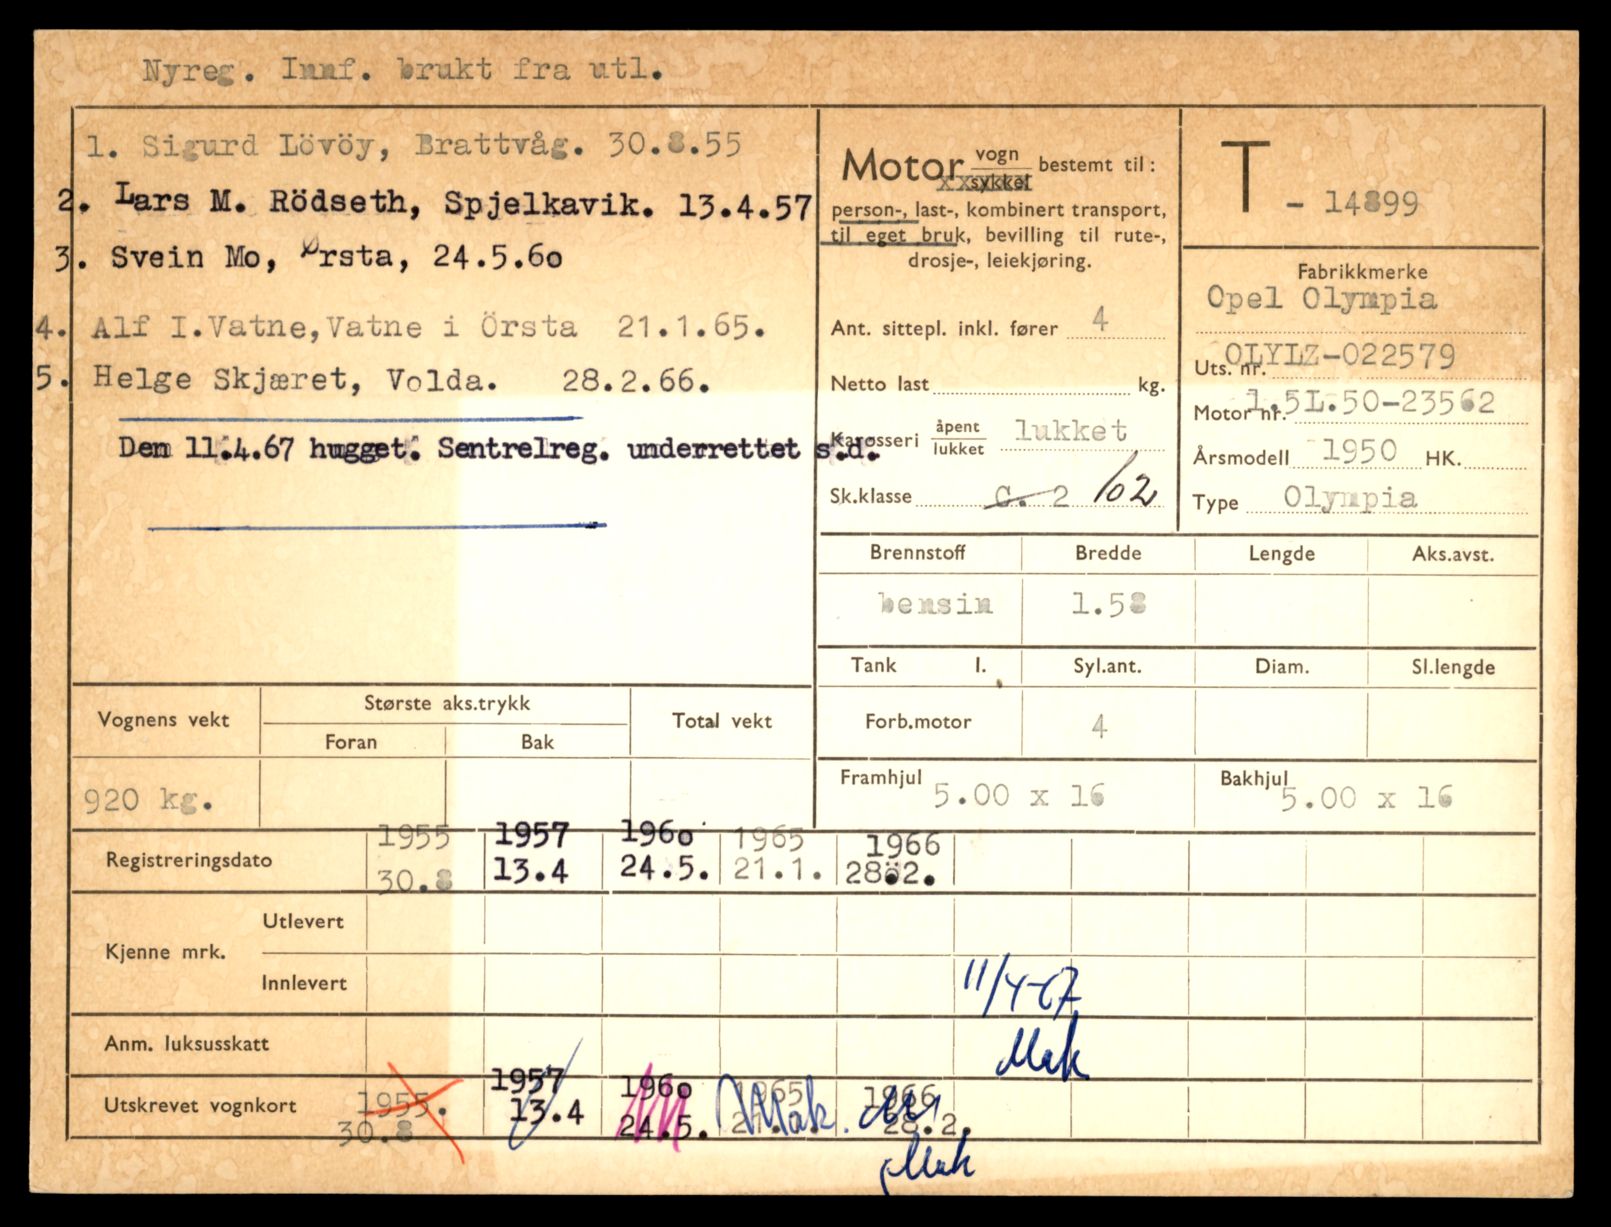 Nyreg. Innf. brukt fra utl.
1. Sigurd Lövöy, Brattvåg. 30.8.55
2. Lars M. Rödseth, Spjelkavik. 13.4.57
3. Svein Mo, Ørsta, 24.5.60
4. Alf I.Vatne,Vatne i Örsta 21.1.65.
5. Helge Skjæret, Volda. 28.2.66.
Den 11.4.67 hugget. Sentrelreg. underrettet s.d.
Motor vogn sykkel bestemt til:
person-, last-, kombinert transport,
til eget bruk, bevilling til rute-,
drosje-, leiekjøring.
Ant. sittepl. inkl. fører 4
Netto last kg.
Karosseri åpent lukket lukket
Sk.klasse C. 2 102
T - 14899
Fabrikkmerke
Opel Olympia
Uts. nr. OLYLZ-022579
Motor nr. 1.5L.50-23562
Årsmodell 1950 HK.
Type Olympia
Brennstoff Bredde Lengde Aks.avst.
bensin 1.58
Tank l. Syl.ant. Diam. Sl.lengde
Forb.motor 4
Framhjul 5.00 x 16 Bakhjul 5.00 x 16
Vognens vekt Største aks.trykk Total vekt
Foran Bak
920 kg.
Registreringsdato
1955 1957 1960 1965 1966
30.8 13.4 24.5. 21.1. 28.2.
Kjenne mrk. Utlevert
Innlevert 11/4-67
Anm. luksusskatt
Utskrevet vognkort
1955. 1957 1960 1965 1966
30.8 13.4 24.5. 21.1. 28.2.